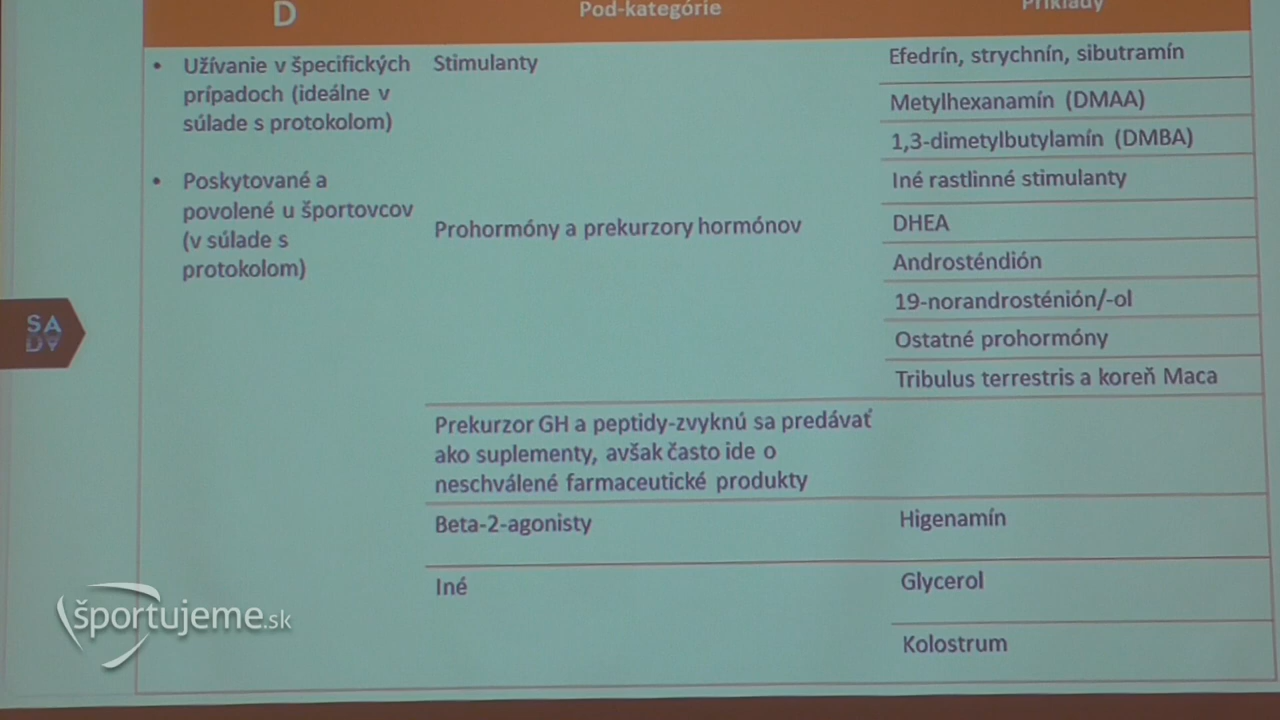 D
Pod-kategórie
Príklady
• Užívanie v špecifických
prípadoch (ideálne v
súlade s protokolom)
• Poskytované a
povolené u športovcov
(v súlade s
protokolom)
Stimulanty
Efedrín, strychnín, sibutramín
Metylhexanamín (DMAA)
1,3-dimetylbutylamín (DMBA)
Iné rastlinné stimulanty
Prohormóny a prekurzory hormónov
DHEA
Androsténdión
19-norandrosténión/-ol
Ostatné prohormóny
Tribulus terrestris a koreň Maca
Prekurzor GH a peptidy-zvyknú sa predávať
ako suplementy, avšak často ide o
neschválené farmaceutické produkty
Beta-2-agonisty
Higenamín
Iné
Glycerol
Kolostrum
SA
DA
športujeme.sk